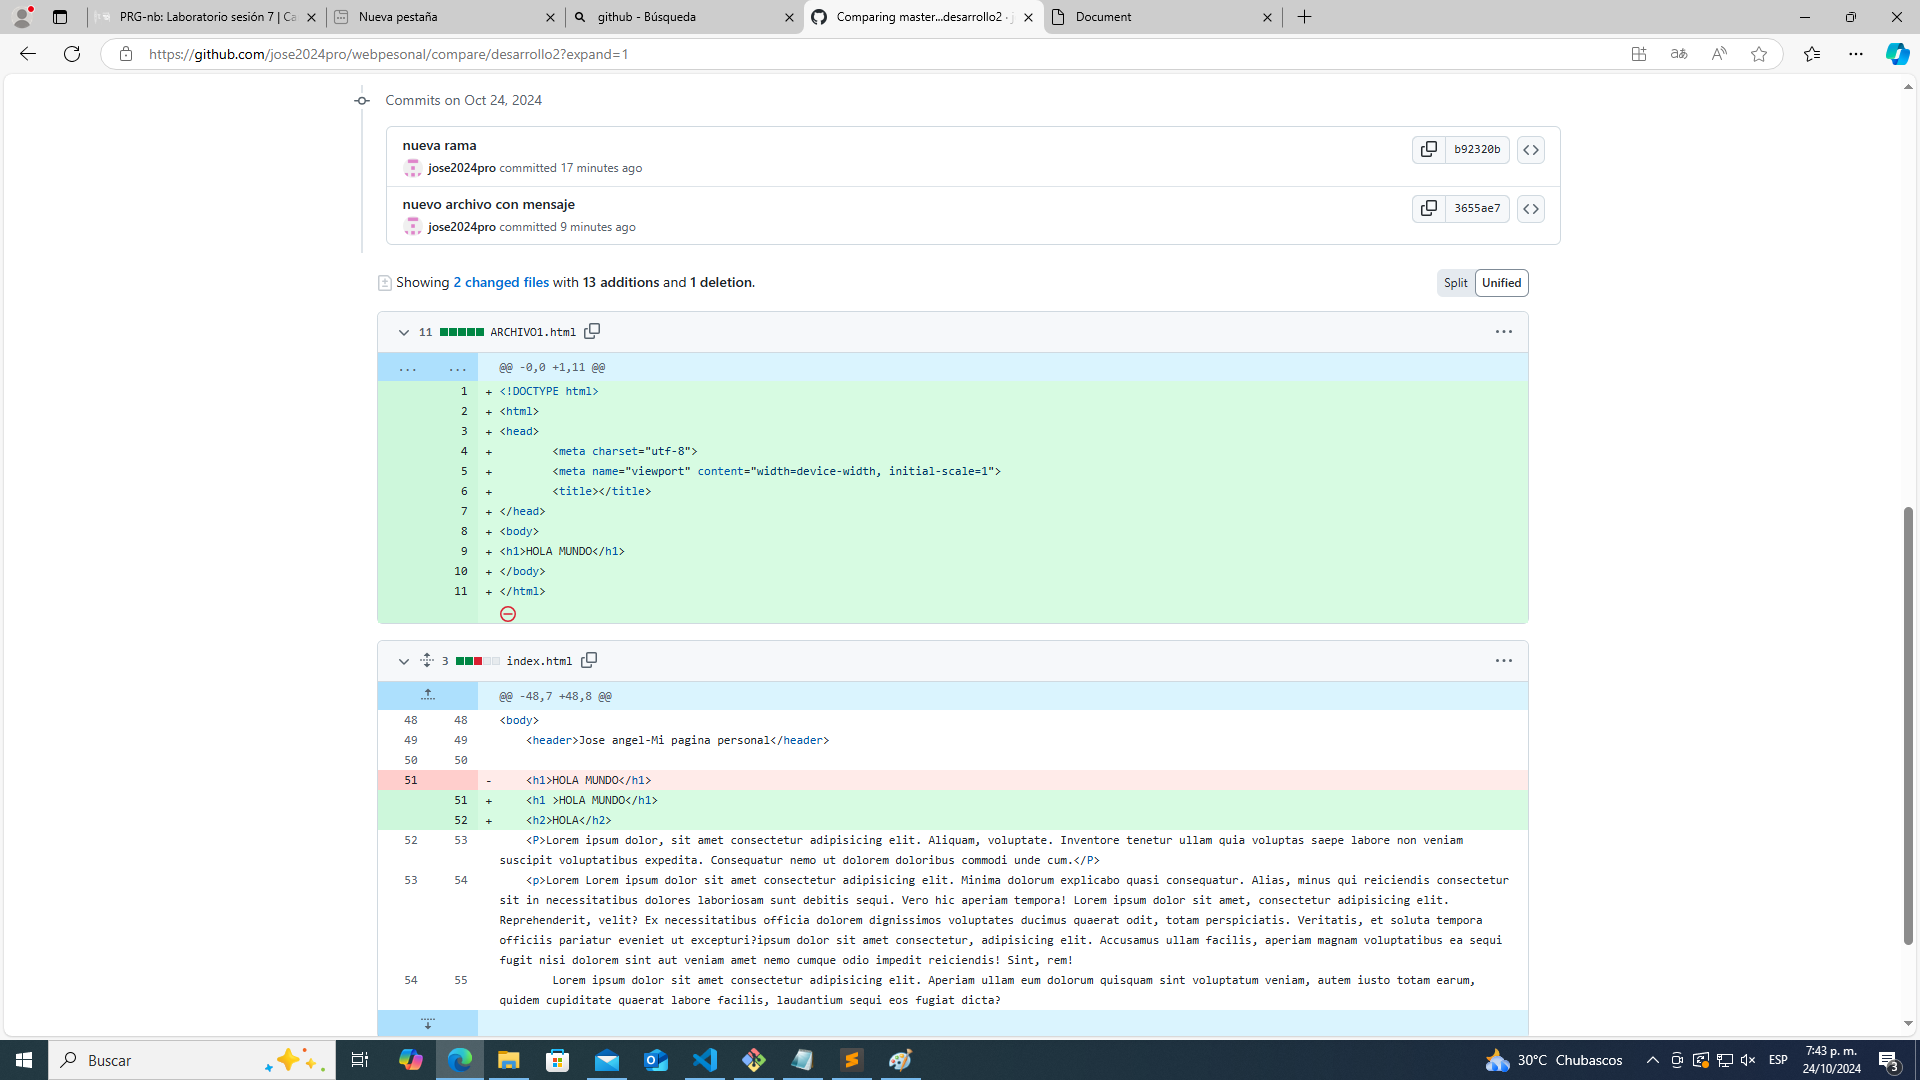 PRG-nb: Laboratorio sesión 7 | Ca
Nueva pestaña
github - Búsqueda
Comparing master...desarrollo2 · j
Document
https://github.com/jose2024pro/webpesonal/compare/desarrollo2?expand=1
Commits on Oct 24, 2024
nueva rama
jose2024pro committed 17 minutes ago
b92320b
nuevo archivo con mensaje
jose2024pro committed 9 minutes ago
3655ae7
Showing 2 changed files with 13 additions and 1 deletion.
Split Unified
11 ARCHIVO1.html
... ... @@ -0,0 +1,11 @@
1 + <!DOCTYPE html>
2 + <html>
3 + <head>
4 + <meta charset="utf-8">
5 + <meta name="viewport" content="width=device-width, initial-scale=1">
6 + <title></title>
7 + </head>
8 + <body>
9 + <h1>HOLA MUNDO</h1>
10 + </body>
11 + </html>
3 index.html
@@ -48,7 +48,8 @@
48 48 <body>
49 49 <header>Jose angel-Mi pagina personal</header>
50 50
51 - <h1>HOLA MUNDO</h1>
51 + <h1 >HOLA MUNDO</h1>
52 + <h2>HOLA</h2>
52 53 <P>Lorem ipsum dolor, sit amet consectetur adipisicing elit. Aliquam, voluptate. Inventore tenetur ullam quia voluptas saepe labore non veniam
suscipit voluptatibus expedita. Consequatur nemo ut dolorem doloribus commodi unde cum.</P>
53 54 <p>Lorem Lorem ipsum dolor sit amet consectetur adipisicing elit. Minima dolorum explicabo quasi consequatur. Alias, minus qui reiciendis consectetur
sit in necessitatibus dolores laboriosam sunt debitis sequi. Vero hic aperiam tempora! Lorem ipsum dolor sit amet, consectetur adipisicing elit.
Reprehenderit, velit? Ex necessitatibus officia dolorem dignissimos voluptates ducimus quaerat odit, totam perspiciatis. Veritatis, et soluta tempora
officiis pariatur eveniet ut excepturi?ipsum dolor sit amet consectetur, adipisicing elit. Accusamus ullam facilis, aperiam magnam voluptatibus ea sequi
fugit nisi dolorem sint aut veniam amet nemo cumque odio impedit reiciendis! Sint, rem!
54 55 Lorem ipsum dolor sit amet consectetur adipisicing elit. Aperiam ullam eum dolorum quisquam sint voluptatum veniam, autem iusto totam earum,
quidem cupiditate quaerat labore facilis, laudantium sequi eos fugiat dicta?
Buscar
30°C Chubascos
ESP
7:43 p. m.
24/10/2024
3